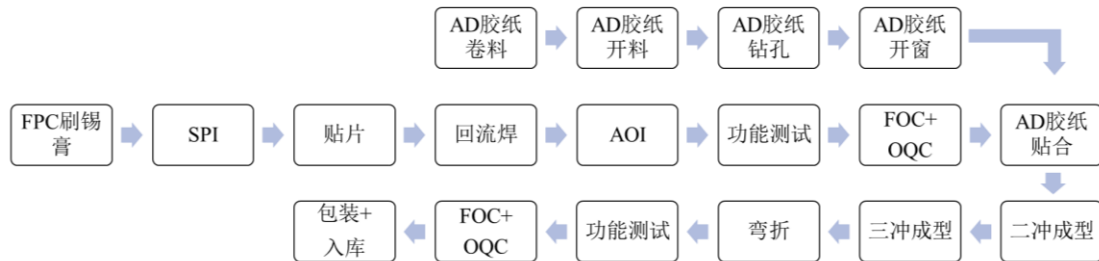 AD胶纸
卷料
AD胶纸
开料
AD胶纸
钻孔
AD胶纸
开窗
FPC刷锡
膏
SPI
贴片
回流焊
AOI
功能测试
FOC+
OQC
AD胶纸
贴合
包装+
入库
FOC+
OQC
功能测试
弯折
三冲成型
二冲成型